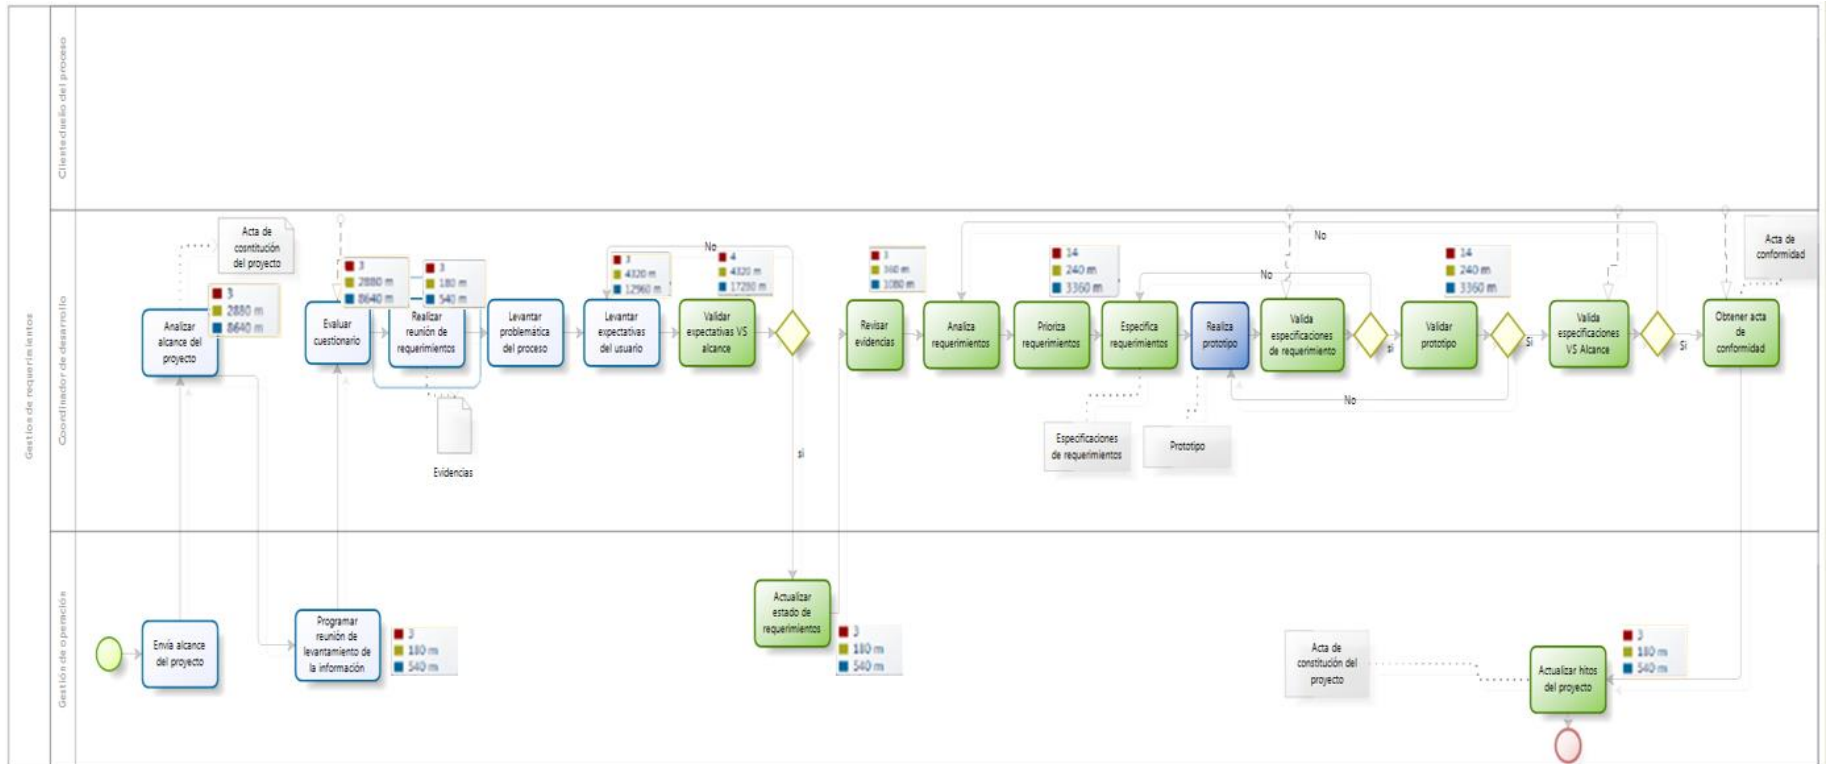 Gestión de requerimientos
Cliente dueño del proceso
Coordinador de desarrollo
Acta de
cosntitución
del proyecto
3
2880 m
8640 m
Analizar
alcance del
proyecto
3
2880 m
8640 m
Evaluar
cuestionario
3
180 m
540 m
Realizar
reunión de
requerimientos
Evidencias
Levantar
problemática
del proceso
3
4320 m
12960 m
Levantar
expectativas
del usuario
No
4
4320 m
17280 m
Validar
expectativas VS
alcance
si
3
360 m
1080 m
Revisar
evidencias
Analiza
requerimientos
14
240 m
3360 m
Prioriza
requerimientos
Especifica
requerimientos
Especificaciones
de requerimientos
Realiza
prototipo
Prototipo
No
No
Valida
especificaciones
de requerimiento
si
14
240 m
3360 m
Validar
prototipo
Si
No
Valida
especificaciones
VS Alcance
Si
Obtener acta
de
conformidad
Acta de
conformidad
Gestión de operación
Envía alcance
del proyecto
Programar
reunión de
levantamiento de
la información
3
180 m
540 m
Actualizar
estado de
requerimientos
3
180 m
540 m
Acta de
constitución del
proyecto
Actualizar hitos
del proyecto
3
180 m
540 m